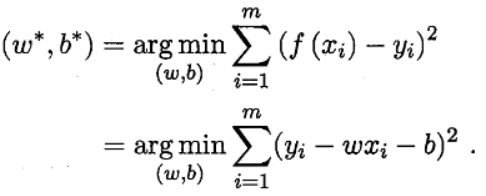 (w*, b*) = arg min_{(w,b)} ∑_{i=1}^{m} (f (x_i) − y_i)²
= arg min_{(w,b)} ∑_{i=1}^{m} (y_i − wx_i − b)² .